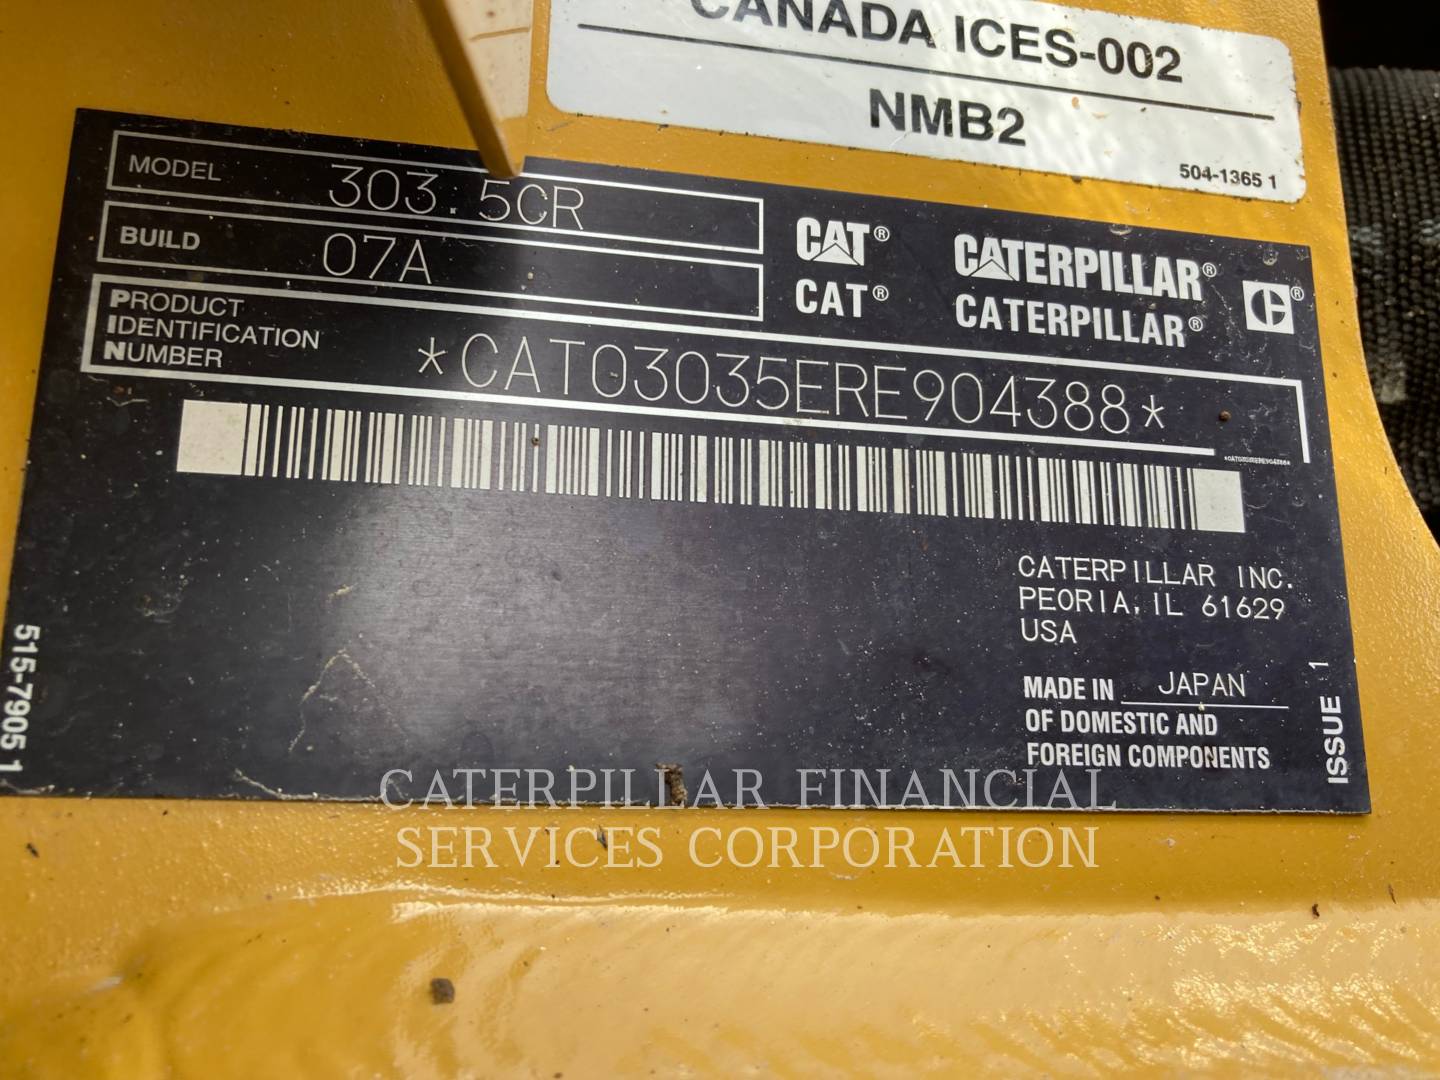 CANADA ICES-002
NMB2
504-1365 1
MODEL 303.5CR
BUILD 07A
PRODUCT
IDENTIFICATION
NUMBER
*CAT03035ERE904388*
CAT® CATERPILLAR®
CAT® CATERPILLAR®
*CAT03035ERE904388*
CATERPILLAR INC.
PEORIA, IL 61629
USA
MADE IN JAPAN
OF DOMESTIC AND
FOREIGN COMPONENTS
ISSUE 1
515-7905 1
CATERPILLAR FINANCIAL
SERVICES CORPORATION